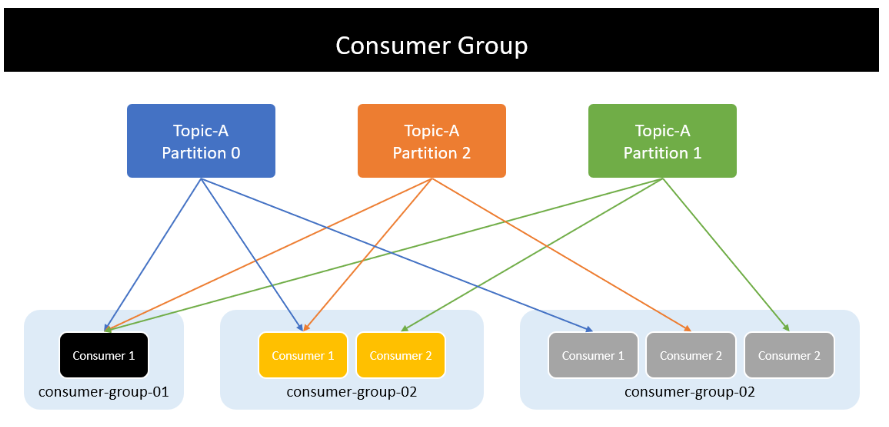 Consumer Group
Topic-A
Partition 0
Topic-A
Partition 2
Topic-A
Partition 1
Consumer 1
consumer-group-01
Consumer 1
Consumer 2
consumer-group-02
Consumer 1
Consumer 2
Consumer 2
consumer-group-02